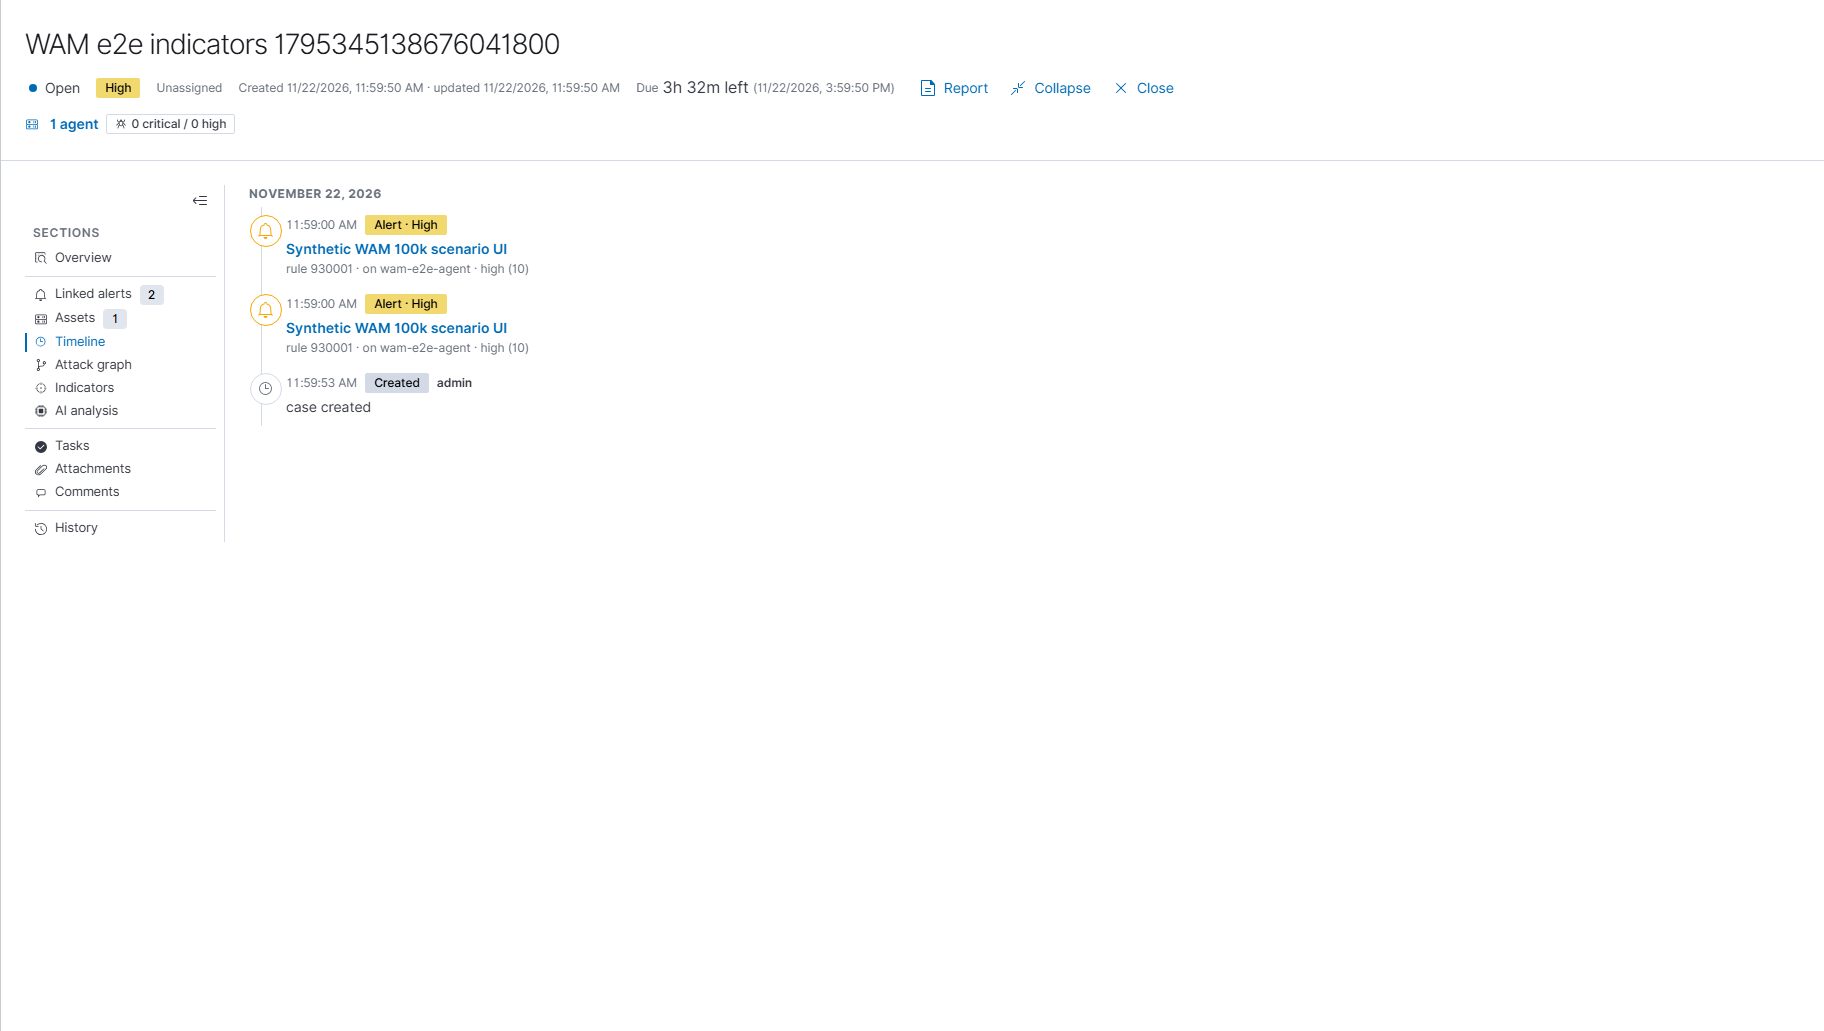 WAM e2e indicators 1795345138676041800
Open High Unassigned Created 11/22/2026, 11:59:50 AM · updated 11/22/2026, 11:59:50 AM Due 3h 32m left (11/22/2026, 3:59:50 PM) Report Collapse Close
1 agent 0 critical / 0 high
SECTIONS
Overview
Linked alerts 2
Assets 1
Timeline
Attack graph
Indicators
AI analysis
Tasks
Attachments
Comments
History
NOVEMBER 22, 2026
11:59:00 AM Alert · High
Synthetic WAM 100k scenario UI
rule 930001 · on wam-e2e-agent · high (10)
11:59:00 AM Alert · High
Synthetic WAM 100k scenario UI
rule 930001 · on wam-e2e-agent · high (10)
11:59:53 AM Created admin
case created